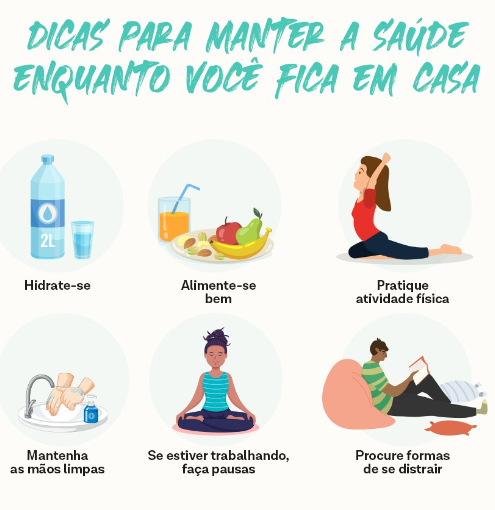 DICAS PARA MANTER A SAÚDE
ENQUANTO VOCÊ FICA EM CASA
2L
Hidrate-se
Alimente-se
bem
Pratique
atividade física
Mantenha
as mãos limpas
Se estiver trabalhando,
faça pausas
Procure formas
de se distrair